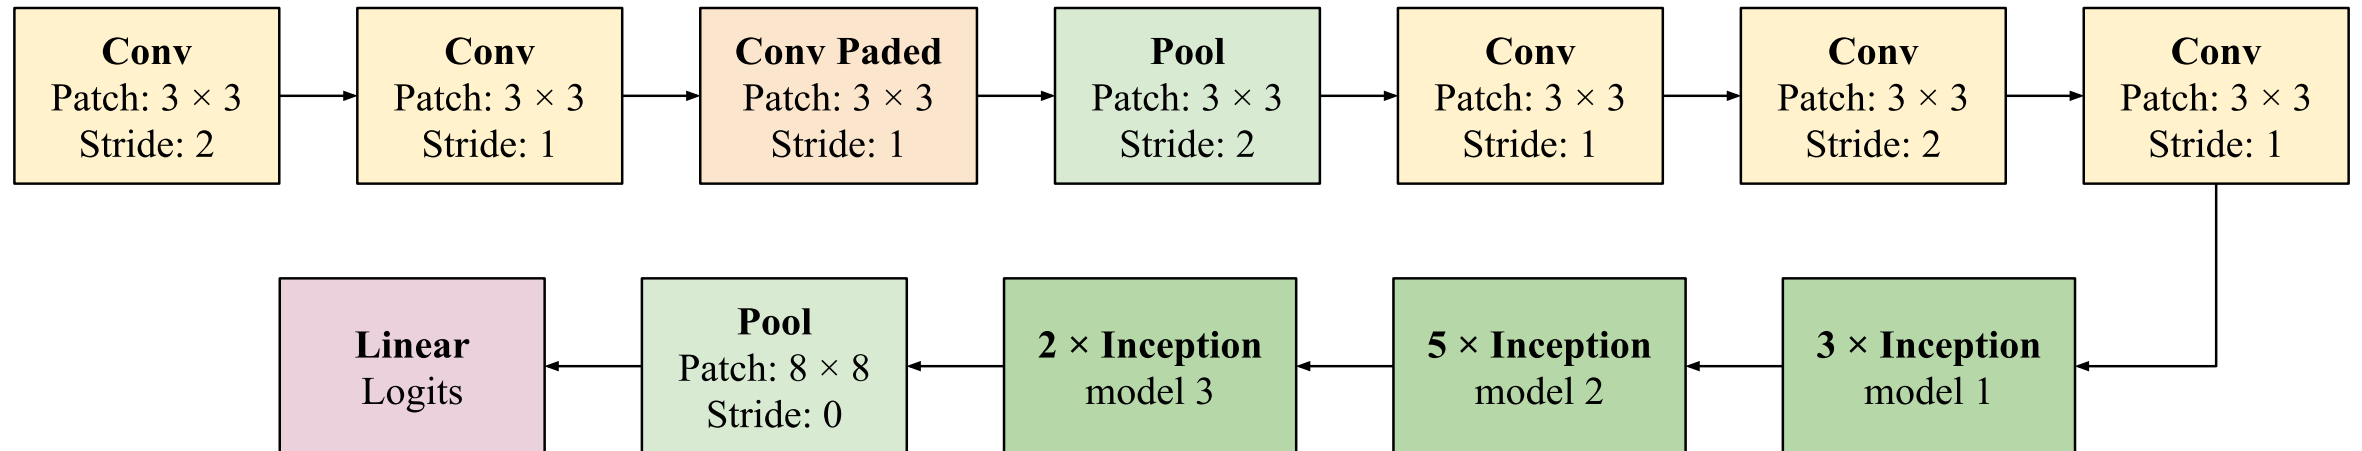 Conv
Patch: 3 × 3
Stride: 2
Conv
Patch: 3 × 3
Stride: 1
Conv Paded
Patch: 3 × 3
Stride: 1
Pool
Patch: 3 × 3
Stride: 2
Conv
Patch: 3 × 3
Stride: 1
Conv
Patch: 3 × 3
Stride: 2
Conv
Patch: 3 × 3
Stride: 1
3 × Inception
model 1
5 × Inception
model 2
2 × Inception
model 3
Pool
Patch: 8 × 8
Stride: 0
Linear
Logits